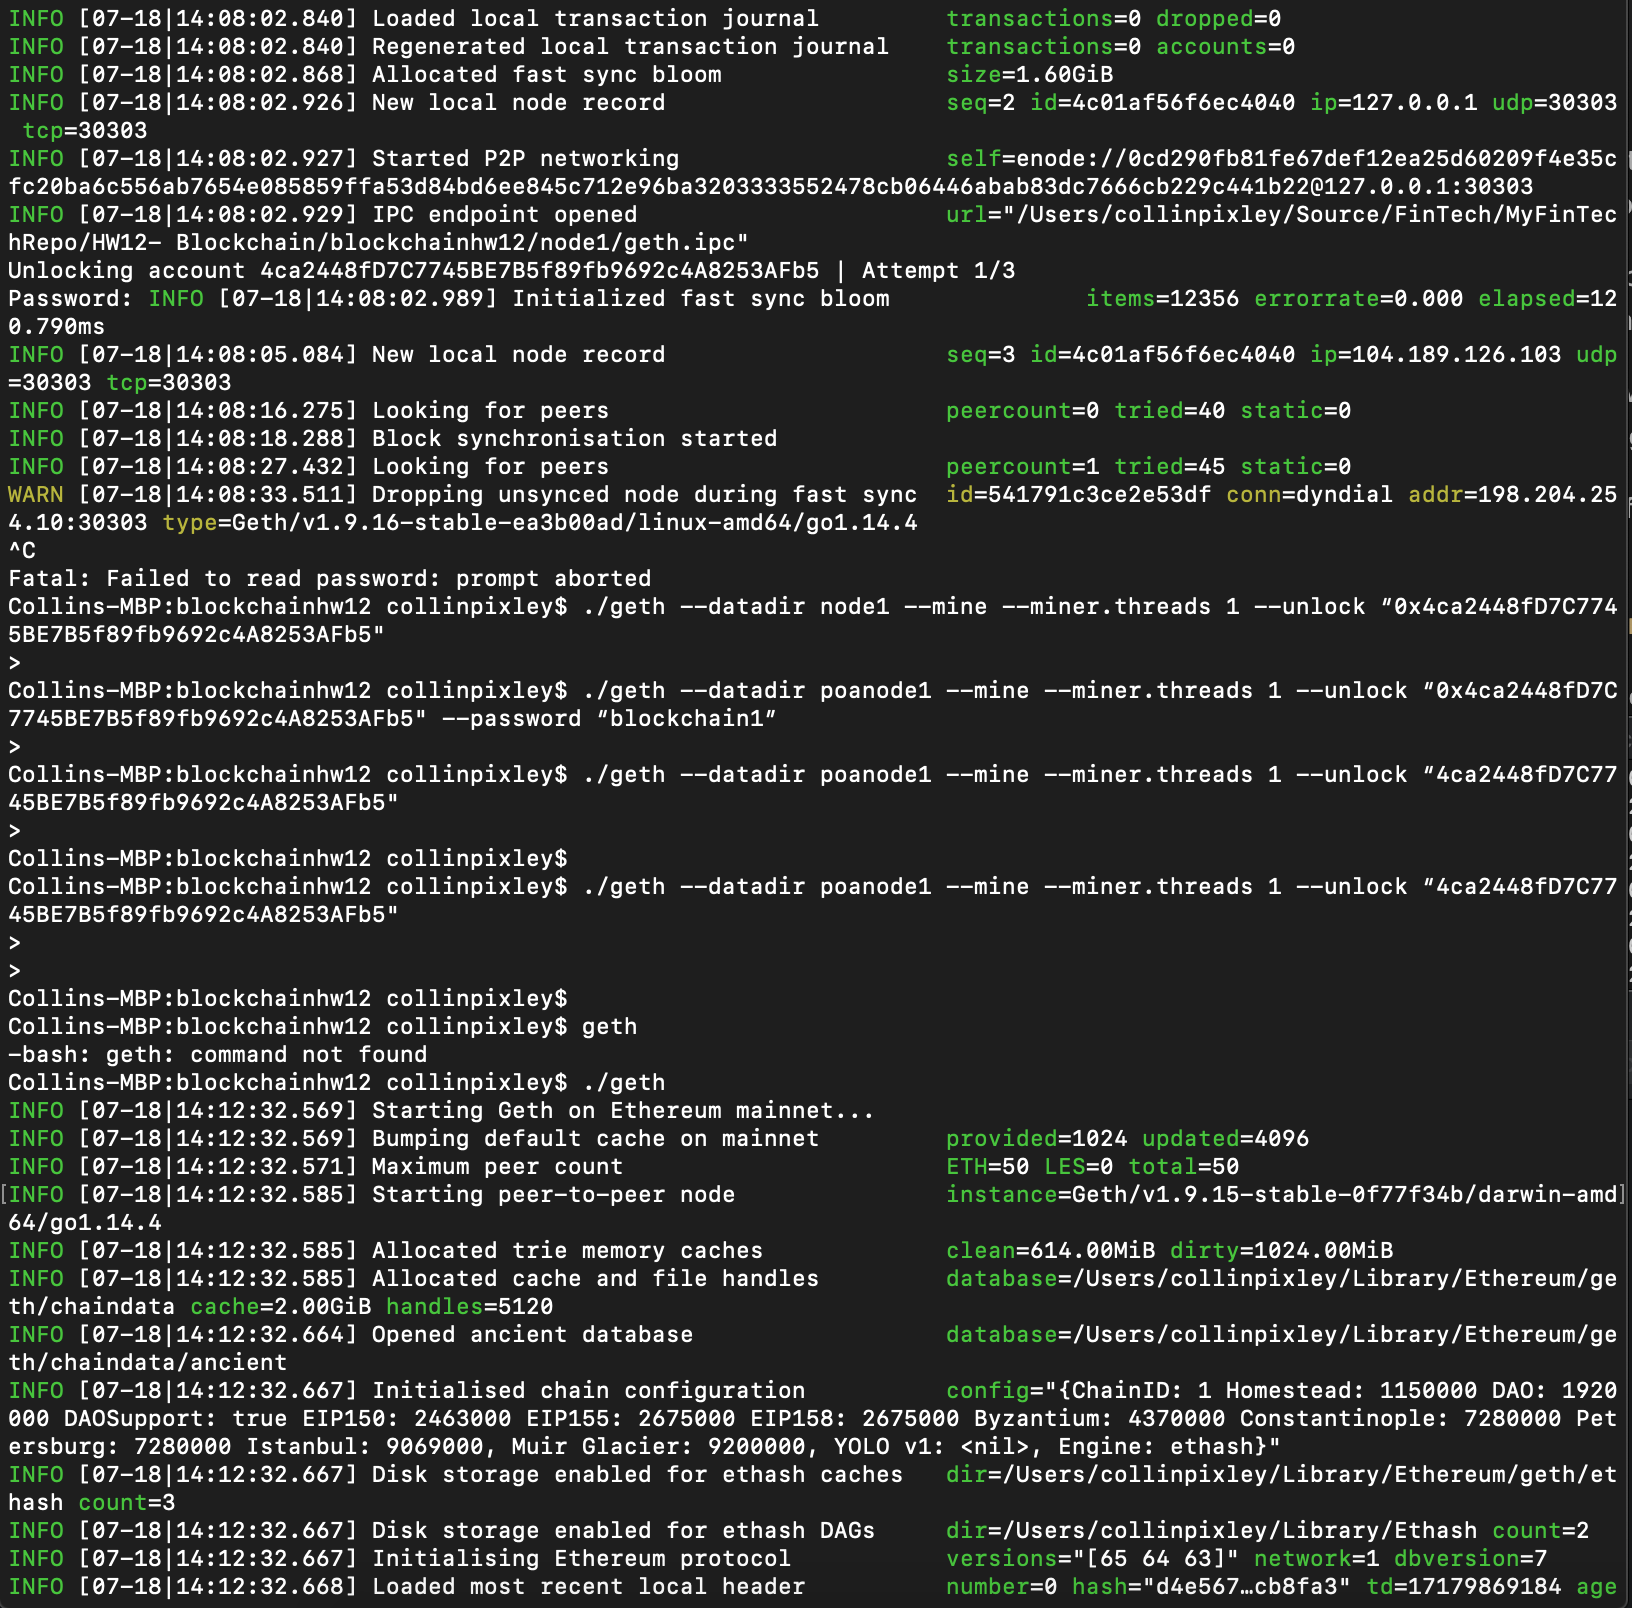 INFO [07-18|14:08:02.840] Loaded local transaction journal         transactions=0 dropped=0
INFO [07-18|14:08:02.840] Regenerated local transaction journal    transactions=0 accounts=0
INFO [07-18|14:08:02.868] Allocated fast sync bloom                size=1.60GiB
INFO [07-18|14:08:02.926] New local node record                    seq=2 id=4c01af56f6ec4040 ip=127.0.0.1 udp=30303
 tcp=30303
INFO [07-18|14:08:02.927] Started P2P networking                   self=enode://0cd290fb81fe67def12ea25d60209f4e35c
fc20ba6c556ab7654e085859ffa53d84bd6ee845c712e96ba3203333552478cb06446abab83dc7666cb229c441b22@127.0.0.1:30303
INFO [07-18|14:08:02.929] IPC endpoint opened                      url="/Users/collinpixley/Source/FinTech/MyFinTec
hRepo/HW12- Blockchain/blockchainhw12/node1/geth.ipc"
Unlocking account 4ca2448fD7C7745BE7B5f89fb9692c4A8253AFb5 | Attempt 1/3
Password: INFO [07-18|14:08:02.989] Initialized fast sync bloom              items=12356 errorrate=0.000 elapsed=12
0.790ms
INFO [07-18|14:08:05.084] New local node record                    seq=3 id=4c01af56f6ec4040 ip=104.189.126.103 udp
=30303 tcp=30303
INFO [07-18|14:08:16.275] Looking for peers                        peercount=0 tried=40 static=0
INFO [07-18|14:08:18.288] Block synchronisation started
INFO [07-18|14:08:27.432] Looking for peers                        peercount=1 tried=45 static=0
WARN [07-18|14:08:33.511] Dropping unsynced node during fast sync  id=541791c3ce2e53df conn=dyndial addr=198.204.25
4.10:30303 type=Geth/v1.9.16-stable-ea3b00ad/linux-amd64/go1.14.4
^C
Fatal: Failed to read password: prompt aborted
Collins-MBP:blockchainhw12 collinpixley$ ./geth --datadir node1 --mine --miner.threads 1 --unlock “0x4ca2448fD7C774
5BE7B5f89fb9692c4A8253AFb5"
>
Collins-MBP:blockchainhw12 collinpixley$ ./geth --datadir poanode1 --mine --miner.threads 1 --unlock “0x4ca2448fD7C
7745BE7B5f89fb9692c4A8253AFb5" --password “blockchain1”
>
Collins-MBP:blockchainhw12 collinpixley$ ./geth --datadir poanode1 --mine --miner.threads 1 --unlock “4ca2448fD7C77
45BE7B5f89fb9692c4A8253AFb5"
>
Collins-MBP:blockchainhw12 collinpixley$
Collins-MBP:blockchainhw12 collinpixley$ ./geth --datadir poanode1 --mine --miner.threads 1 --unlock “4ca2448fD7C77
45BE7B5f89fb9692c4A8253AFb5"
>
>
Collins-MBP:blockchainhw12 collinpixley$
Collins-MBP:blockchainhw12 collinpixley$ geth
-bash: geth: command not found
Collins-MBP:blockchainhw12 collinpixley$ ./geth
INFO [07-18|14:12:32.569] Starting Geth on Ethereum mainnet...
INFO [07-18|14:12:32.569] Bumping default cache on mainnet         provided=1024 updated=4096
INFO [07-18|14:12:32.571] Maximum peer count                       ETH=50 LES=0 total=50
[INFO [07-18|14:12:32.585] Starting peer-to-peer node               instance=Geth/v1.9.15-stable-0f77f34b/darwin-amd]
64/go1.14.4
INFO [07-18|14:12:32.585] Allocated trie memory caches             clean=614.00MiB dirty=1024.00MiB
INFO [07-18|14:12:32.585] Allocated cache and file handles         database=/Users/collinpixley/Library/Ethereum/ge
th/chaindata cache=2.00GiB handles=5120
INFO [07-18|14:12:32.664] Opened ancient database                  database=/Users/collinpixley/Library/Ethereum/ge
th/chaindata/ancient
INFO [07-18|14:12:32.667] Initialised chain configuration          config="{ChainID: 1 Homestead: 1150000 DAO: 1920
000 DAOSupport: true EIP150: 2463000 EIP155: 2675000 EIP158: 2675000 Byzantium: 4370000 Constantinople: 7280000 Pet
ersburg: 7280000 Istanbul: 9069000, Muir Glacier: 9200000, YOLO v1: <nil>, Engine: ethash}"
INFO [07-18|14:12:32.667] Disk storage enabled for ethash caches   dir=/Users/collinpixley/Library/Ethereum/geth/et
hash count=3
INFO [07-18|14:12:32.667] Disk storage enabled for ethash DAGs     dir=/Users/collinpixley/Library/Ethash count=2
INFO [07-18|14:12:32.667] Initialising Ethereum protocol           versions="[65 64 63]" network=1 dbversion=7
INFO [07-18|14:12:32.668] Loaded most recent local header          number=0 hash="d4e567…cb8fa3" td=17179869184 age